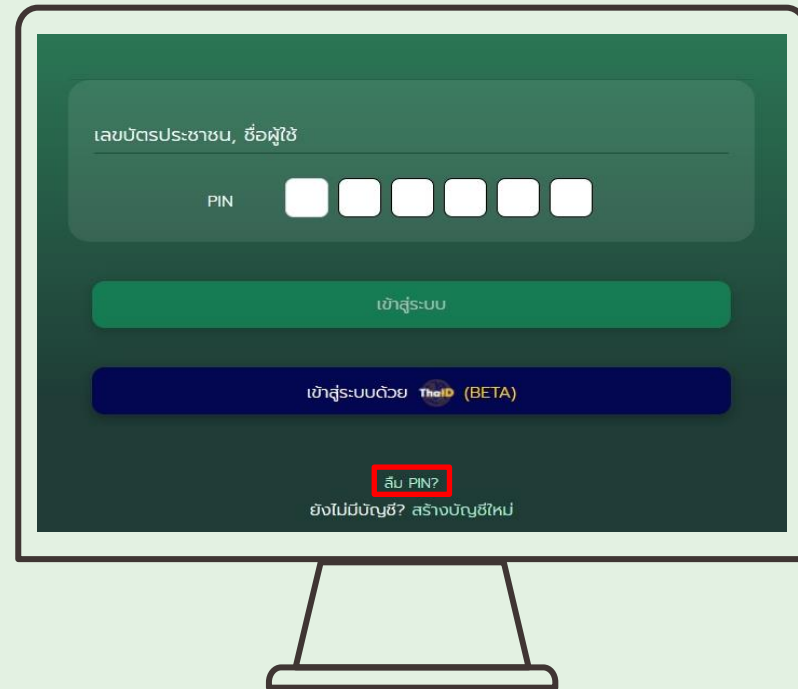 เลขบัตรประชาชน, ชื่อผู้ใช้
PIN
เข้าสู่ระบบ
เข้าสู่ระบบด้วย ThaID (BETA)
ลืม PIN?
ยังไม่มีบัญชี? สร้างบัญชีใหม่